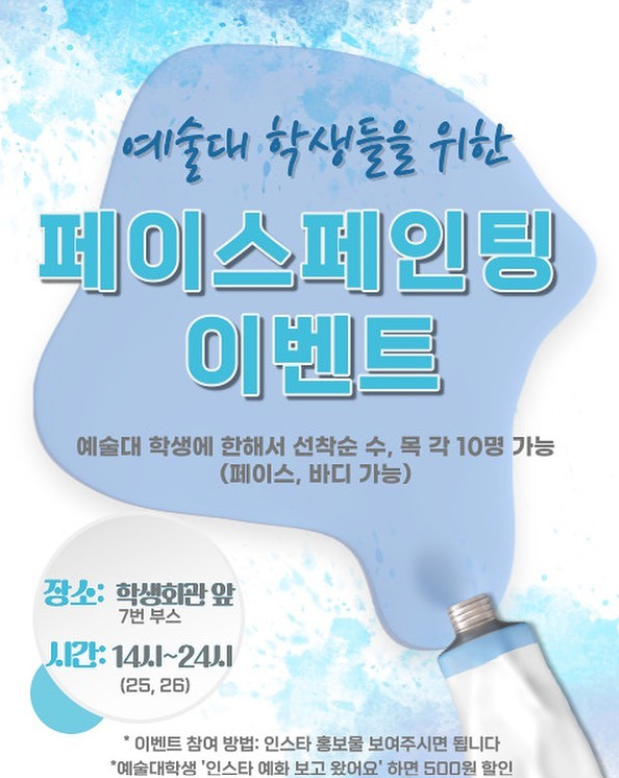 예술대 학생들을 위한
페이스페인팅
이벤트
예술대 학생에 한해서 선착순 수, 목 각 10명 가능
(페이스, 바디 가능)
장소: 학생회관 앞
7번 부스
시간: 14시~24시
(25, 26)
* 이벤트 참여 방법: 인스타 홍보물 보여주시면 됩니다
*예술대학생 '인스타 예화 보고 왔어요' 하면 500원 할인